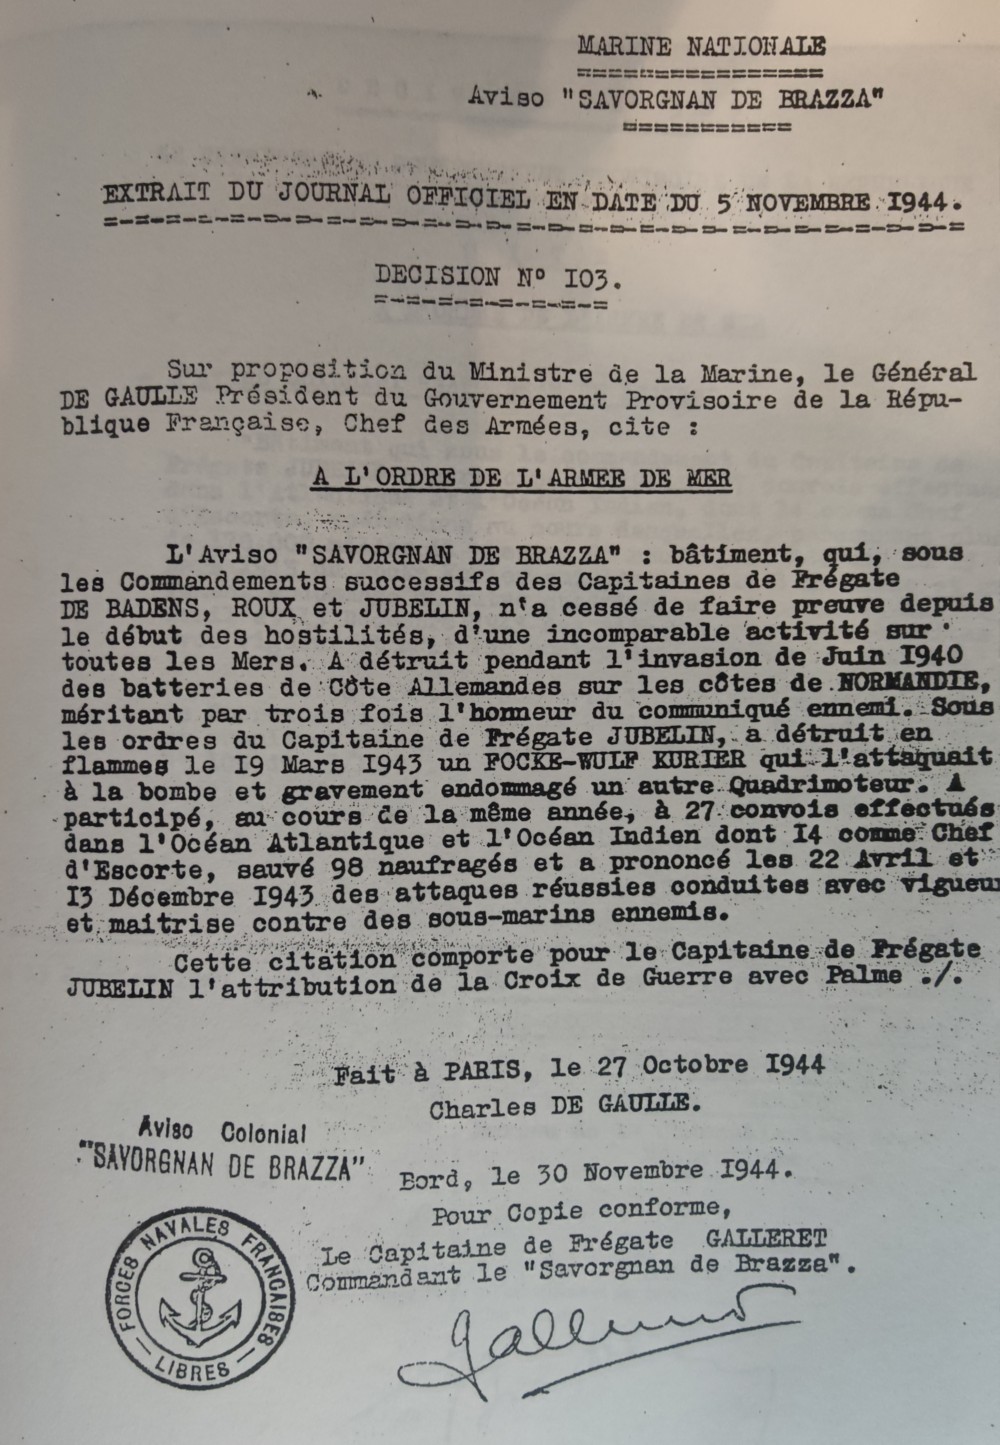 MARINE NATIONALE
================
Aviso "SAVORGNAN DE BRAZZA"
===========
EXTRAIT DU JOURNAL OFFICIEL EN DATE DU 5 NOVEMBRE I944.
=-=-=-=-=-=-=-=-=-=-=-=-=-=-=-=-=-=-=-=-=-=-=-=-=-=-=-=
DECISION N° I03.
=-=-=-=-=-=-=-=
Sur proposition du Ministre de la Marine, le Général
DE GAULLE Président du Gouvernement Provisoire de la Répu-
blique Française, Chef des Armées, cite :
A L'ORDRE DE L'ARMEE DE MER
L'Aviso "SAVORGNAN DE BRAZZA" : bâtiment, qui, sous
les Commandements successifs des Capitaines de Frégate
DE BADENS, ROUX et JUBELIN, n'a cessé de faire preuve depuis
le début des hostilités, d'une incomparable activité sur
toutes les Mers. A détruit pendant l'invasion de Juin I940
des batteries de Côte Allemandes sur les côtes de NORMANDIE,
méritant par trois fois l'honneur du communiqué ennemi. Sous
les ordres du Capitaine de Frégate JUBELIN, a détruit en
flammes le I9 Mars I943 un FOCKE-WULF KURIER qui l'attaquait
à la bombe et gravement endommagé un autre Quadrimoteur. A
participé, au cours de la même année, à 27 convois effectués
dans l'Océan Atlantique et l'Océan Indien dont I4 comme Chef
d'Escorte, sauvé 98 naufragés et a prononcé les 22 Avril et
I3 Décembre I943 des attaques réussies conduites avec vigueur
et maitrise contre des sous-marins ennemis.
Cette citation comporte pour le Capitaine de Frégate
JUBELIN l'attribution de la Croix de Guerre avec Palme ./.
Fait à PARIS, le 27 Octobre I944
Charles DE GAULLE.
Aviso Colonial
"SAVORGNAN DE BRAZZA"
Bord, le 30 Novembre I944.
Pour Copie conforme,
Le Capitaine de Frégate GALLERET
Commandant le "Savorgnan de Brazza".
FORCES NAVALES FRANCAISES
LIBRES
Galleret